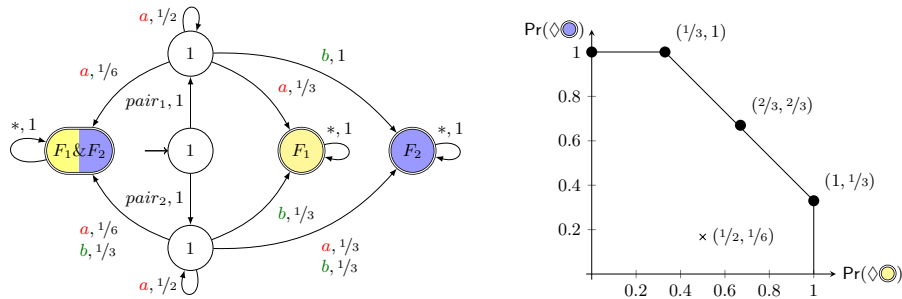 a, 1/2
1
b, 1
a, 1/6
a, 1/3
pair₁, 1
*, 1
F₁&F₂
1
F₁
*, 1
F₂
*, 1
pair₂, 1
b, 1/3
a, 1/6
b, 1/3
a, 1/3
b, 1/3
1
a, 1/2
Pr(◇◎)
(1/3, 1)
1
0.8
(2/3, 2/3)
0.6
0.4
(1, 1/3)
0.2
× (1/2, 1/6)
0.2 0.4 0.6 0.8 1
Pr(◇◎)